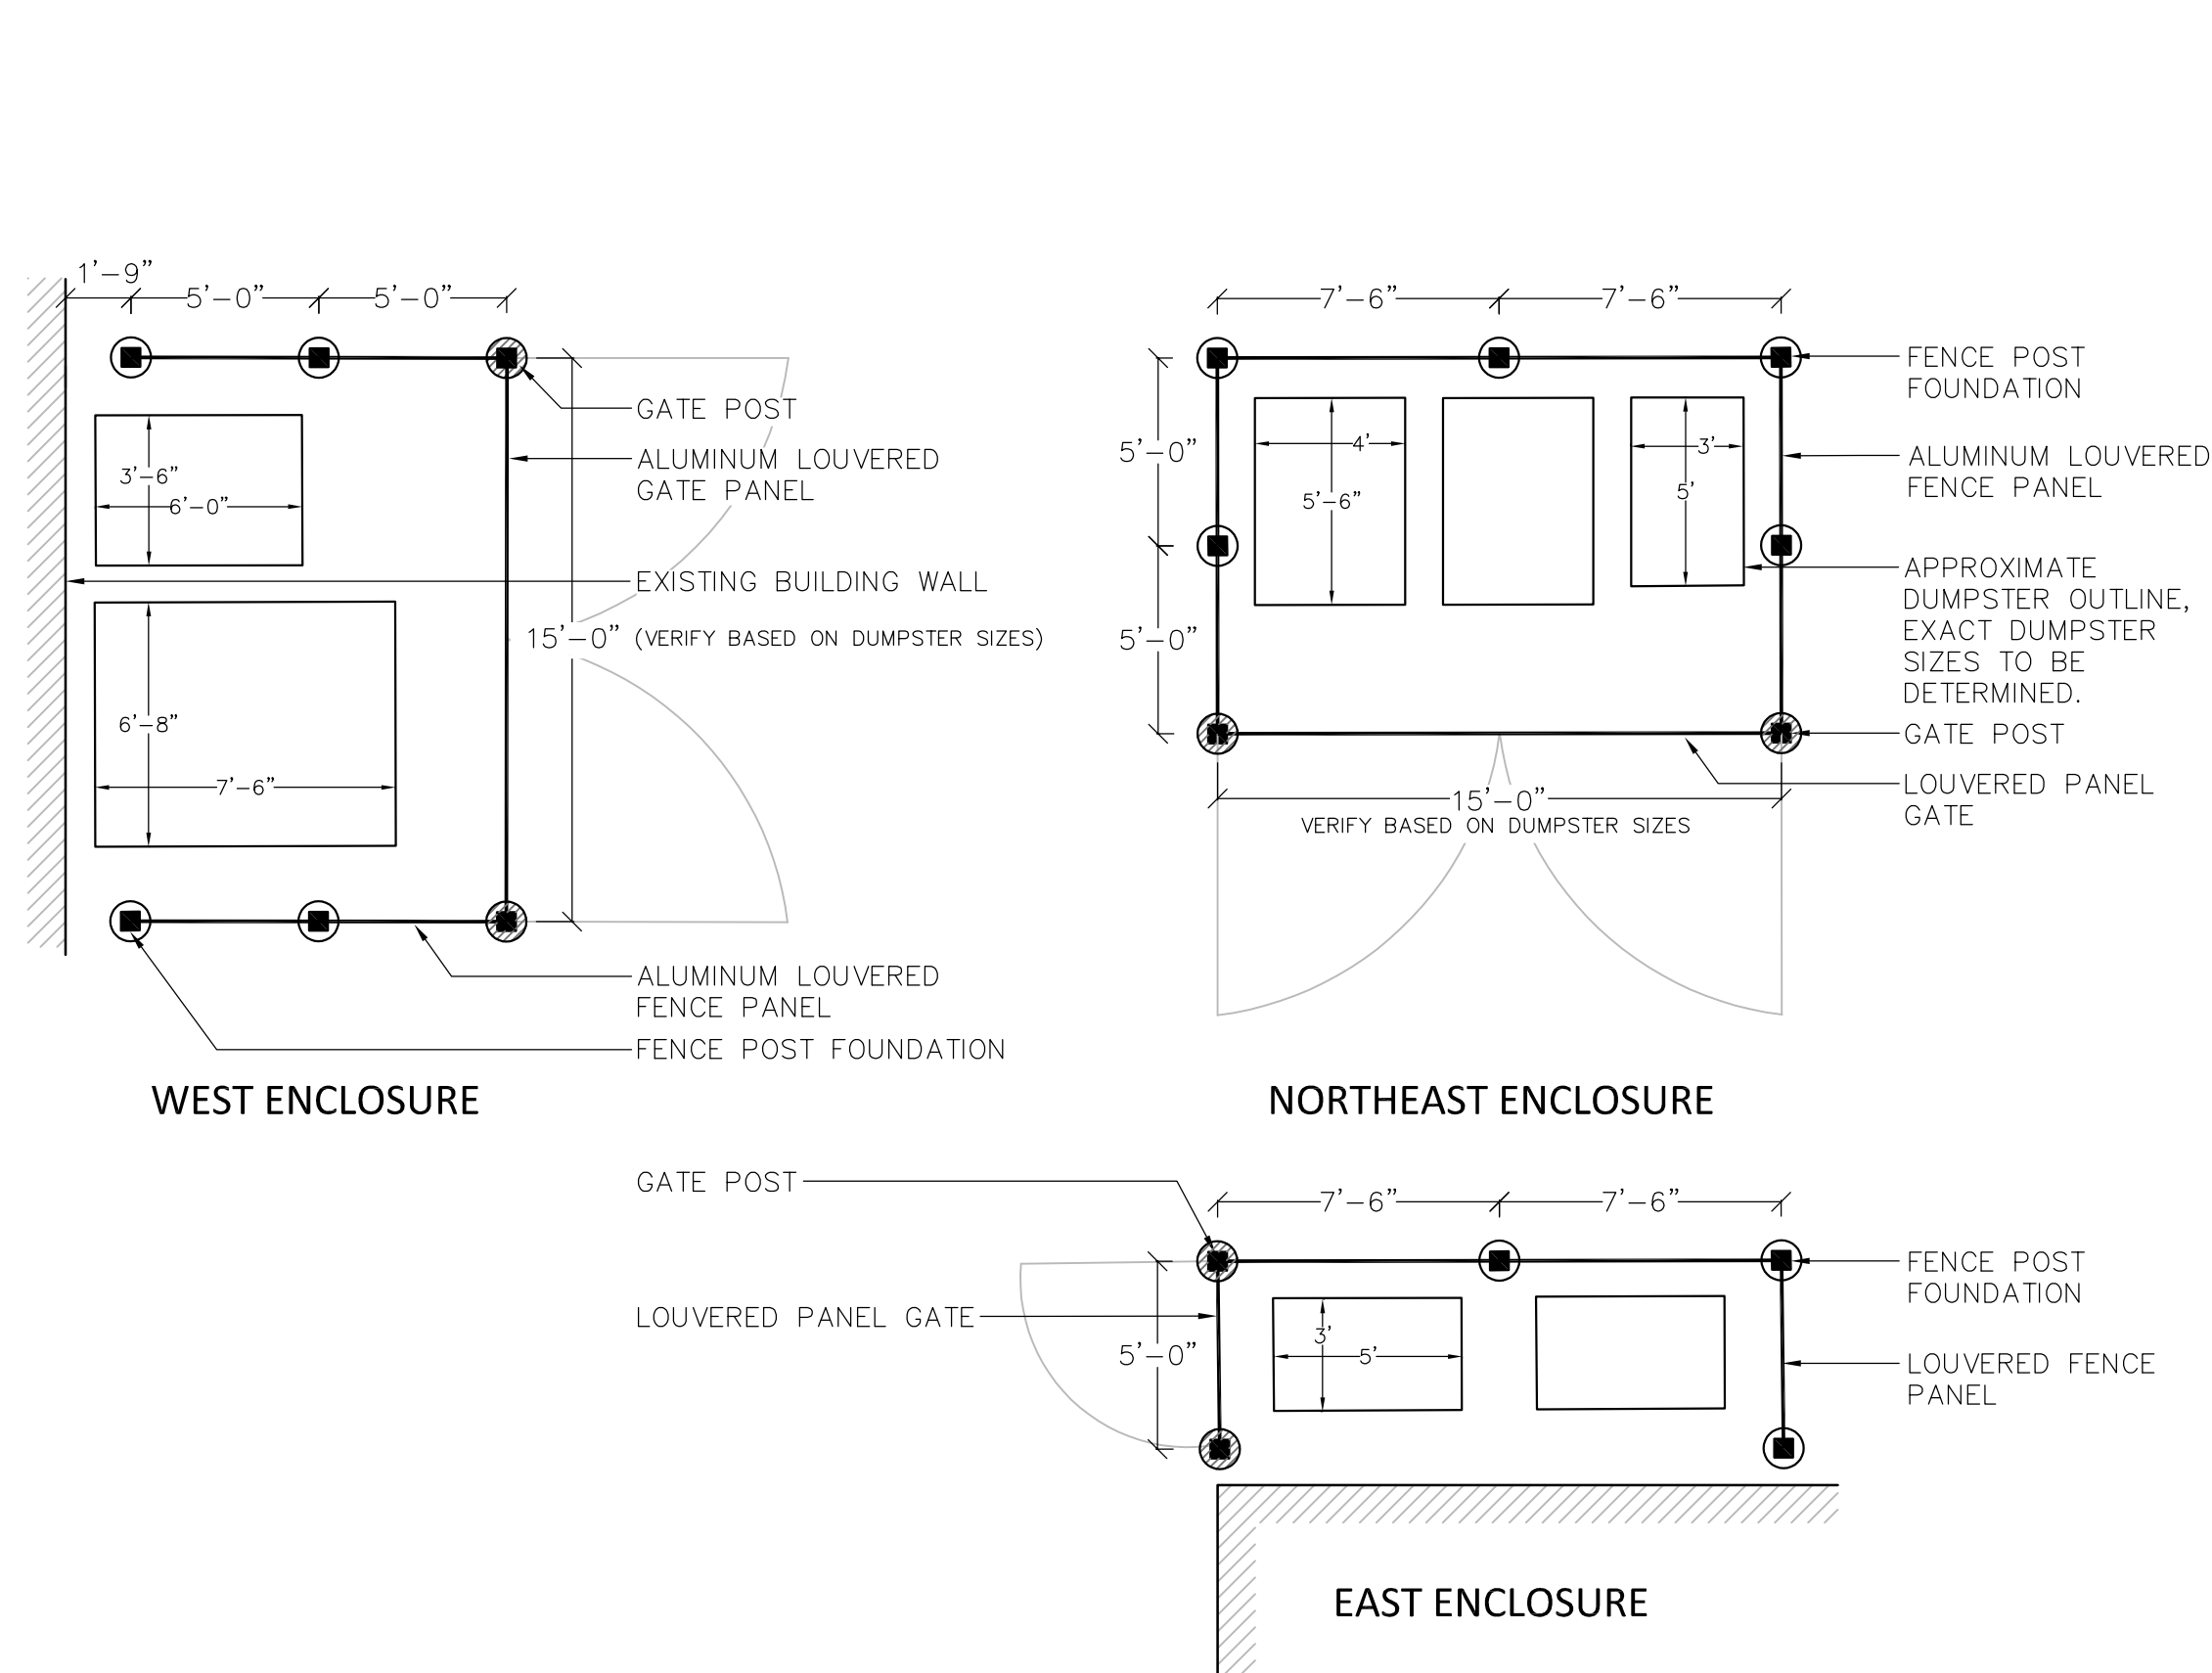 1'-9"
5'-0"
5'-0"
GATE POST
ALUMINUM LOUVERED
GATE PANEL
3'-6"
6'-0"
EXISTING BUILDING WALL
15'-0" (VERIFY BASED ON DUMPSTER SIZES)
6'-8"
7'-6"
ALUMINUM LOUVERED
FENCE PANEL
FENCE POST FOUNDATION
WEST ENCLOSURE
7'-6"
7'-6"
FENCE POST
FOUNDATION
5'-0"
4'
3'
ALUMINUM LOUVERED
FENCE PANEL
5'-6"
5'
APPROXIMATE
DUMPSTER OUTLINE,
EXACT DUMPSTER
SIZES TO BE
DETERMINED.
5'-0"
GATE POST
LOUVERED PANEL
GATE
15'-0"
VERIFY BASED ON DUMPSTER SIZES
NORTHEAST ENCLOSURE
GATE POST
7'-6"
7'-6"
FENCE POST
FOUNDATION
LOUVERED PANEL GATE
5'-0"
3'
5'
LOUVERED FENCE
PANEL
EAST ENCLOSURE